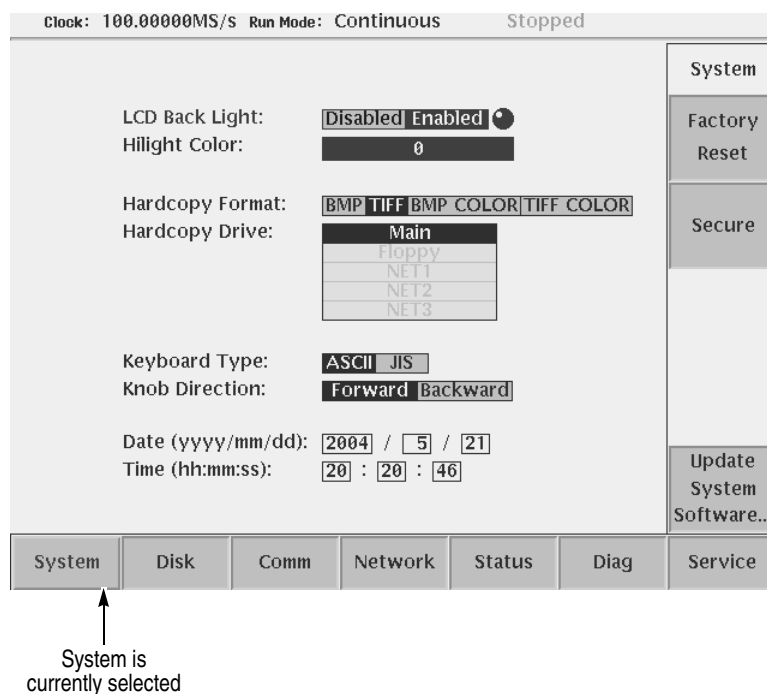 Clock: 100.00000MS/s Run Mode: Continuous Stopped
System
LCD Back Light: Disabled Enabled
Factory
Reset
Hilight Color: 0
Hardcopy Format: BMP TIFF BMP COLOR TIFF COLOR
Secure
Hardcopy Drive: Main
Floppy
NET1
NET2
NET3
Keyboard Type: ASCII JIS
Knob Direction: Forward Backward
Date (yyyy/mm/dd): 2004 / 5 / 21
Time (hh:mm:ss): 20 : 20 : 46
Update
System
Software..
System Disk Comm Network Status Diag Service
System is
currently selected